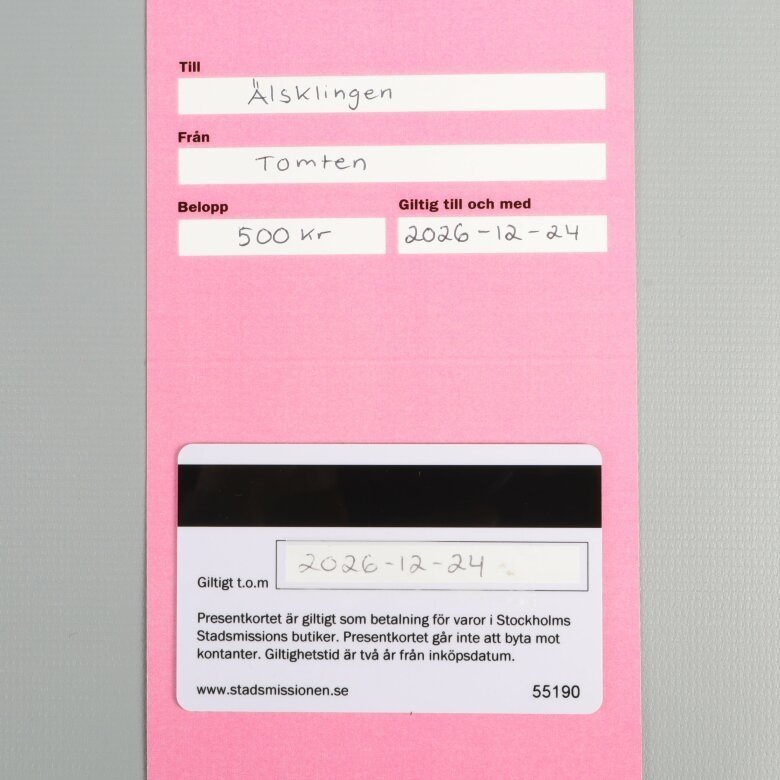 Till
Älsklingen
Från
Tomten
Belopp
Giltig till och med
500 Kr
2026-12-24
2026-12-24
Giltigt t.o.m
Presentkortet är giltigt som betalning för varor i Stockholms
Stadsmissions butiker. Presentkortet går inte att byta mot
kontanter. Giltighetstid är två år från inköpsdatum.
www.stadsmissionen.se
55190